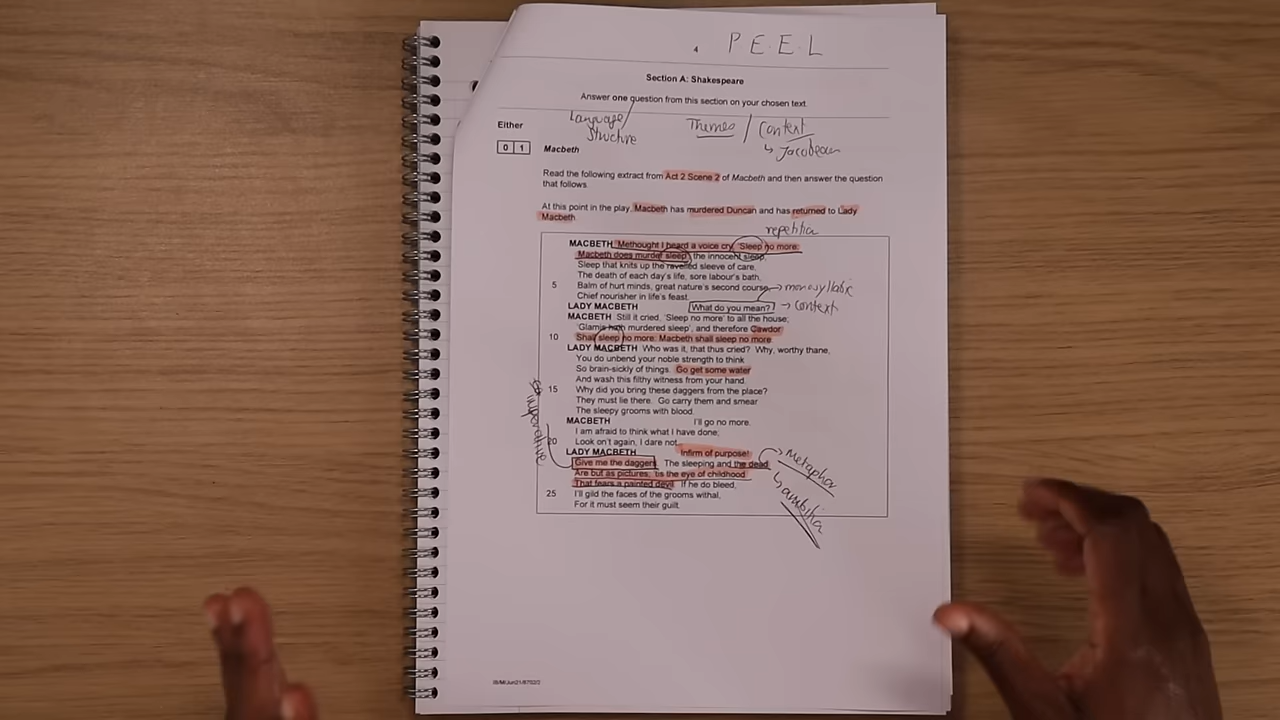 4 P.E.E.L
Section A: Shakespeare
Answer one question from this section on your chosen text.
Language/
Structure
Themes / Context
↳ Jacobean
Either
0 1 Macbeth
Read the following extract from Act 2 Scene 2 of Macbeth and then answer the question
that follows.
At this point in the play, Macbeth has murdered Duncan and has returned to Lady
Macbeth.
repetition
MACBETH 'Methought I heard a voice cry, 'Sleep no more:
Macbeth does murder sleep', the innocent sleep,
Sleep that knits up the ravelled sleeve of care,
The death of each day's life, sore labour's bath,
5 Balm of hurt minds, great nature's second course, → monosyllabic
Chief nourisher in life's feast.
LADY MACBETH What do you mean? → context
MACBETH Still it cried, 'Sleep no more' to all the house;
'Glamis hath murdered sleep', and therefore Cawdor
10 Shall sleep no more: Macbeth shall sleep no more.
LADY MACBETH Who was it, that thus cried? Why, worthy thane,
You do unbend your noble strength to think
So brain-sickly of things. Go get some water
And wash this filthy witness from your hand.
15 Why did you bring these daggers from the place?
They must lie there. Go carry them and smear
The sleepy grooms with blood.
MACBETH I'll go no more.
I am afraid to think what I have done;
20 Look on't again, I dare not.
LADY MACBETH Infirm of purpose!
Give me the daggers. The sleeping and the dead
Are but as pictures; 'tis the eye of childhood
That fears a painted devil. If he do bleed,
25 I'll gild the faces of the grooms withal,
For it must seem their guilt.
imperative
→ Metaphor
↳ ambition
IB/M/Jun21/8702/2